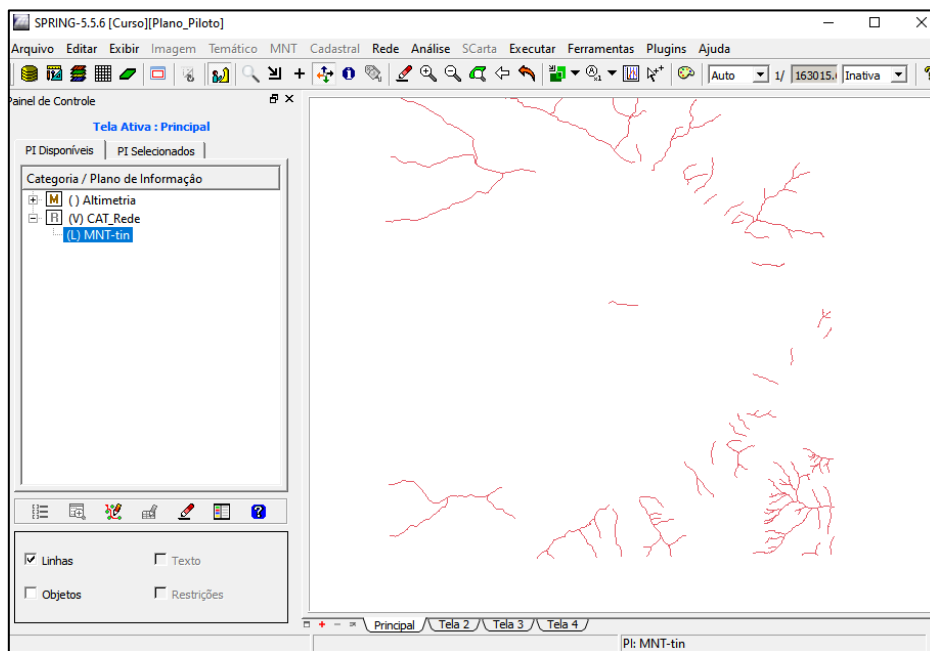 SPRING-5.5.6 [Curso][Plano_Piloto]
Arquivo Editar Exibir Imagem Temático MNT Cadastral Rede Análise SCarta Executar Ferramentas Plugins Ajuda
Auto 1/ 163015. Inativa
Painel de Controle
Tela Ativa : Principal
PI Disponíveis PI Selecionados
Categoria / Plano de Informação
M ( ) Altimetria
R (V) CAT_Rede
(L) MNT-tin
Linhas Texto
Objetos Restrições
Principal Tela 2 Tela 3 Tela 4
PI: MNT-tin